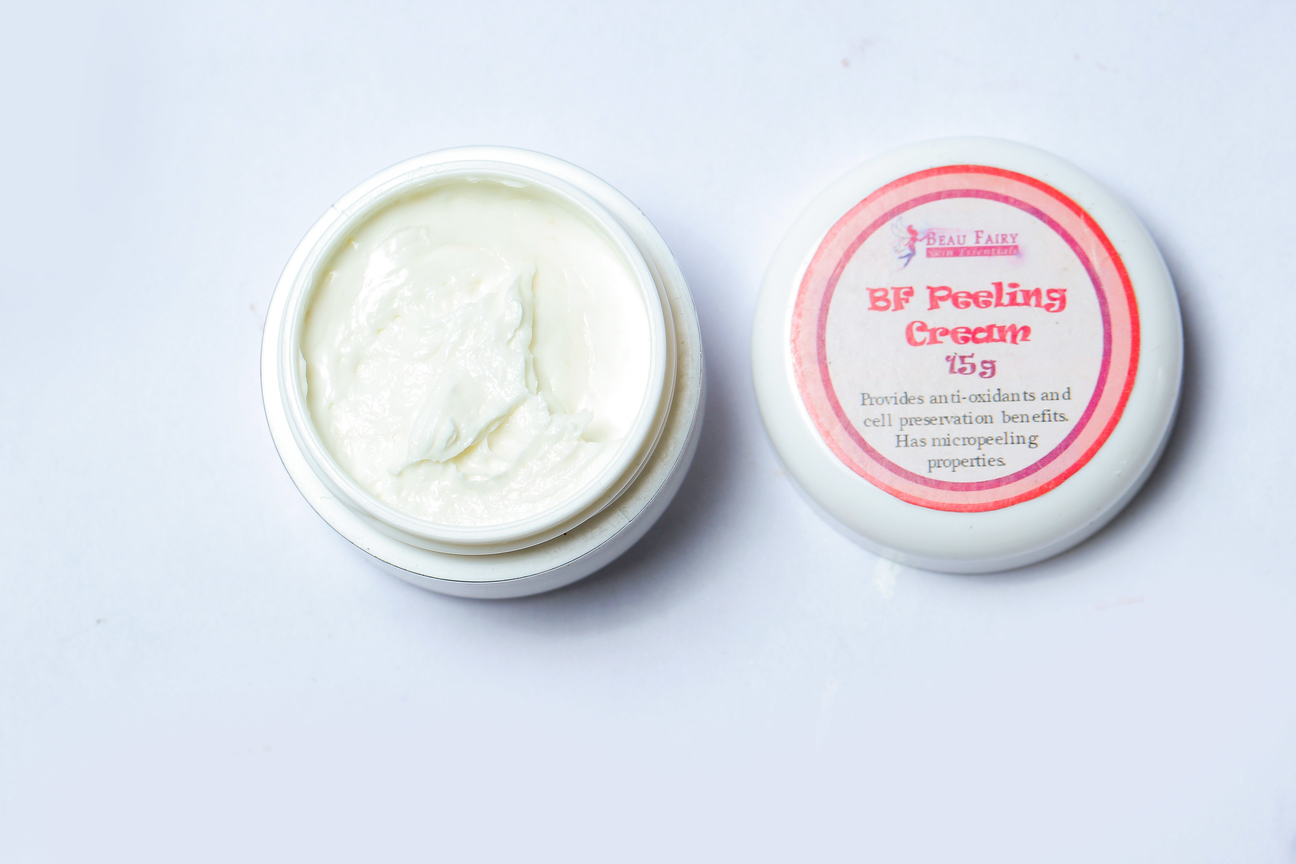 BEAU FAIRY
Skin Essentials
BF Peeling
Cream
15g
Provides anti-oxidants and
cell preservation benefits.
Has micropeeling
properties.